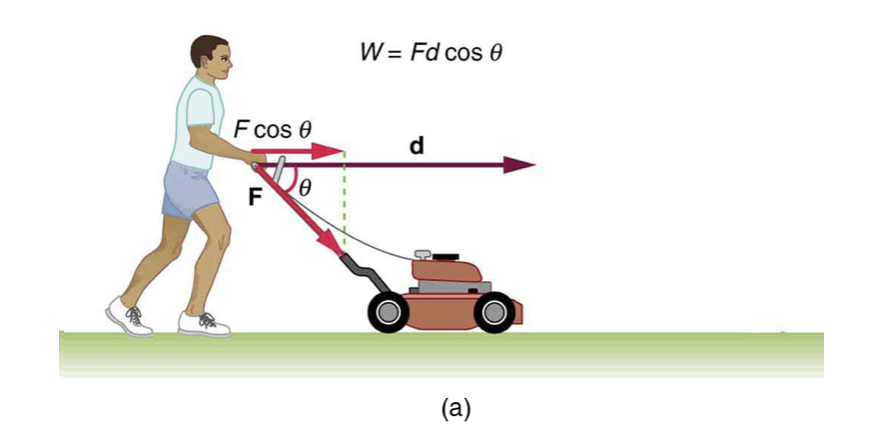 W = Fd cos θ
F cos θ
d
F
θ
(a)